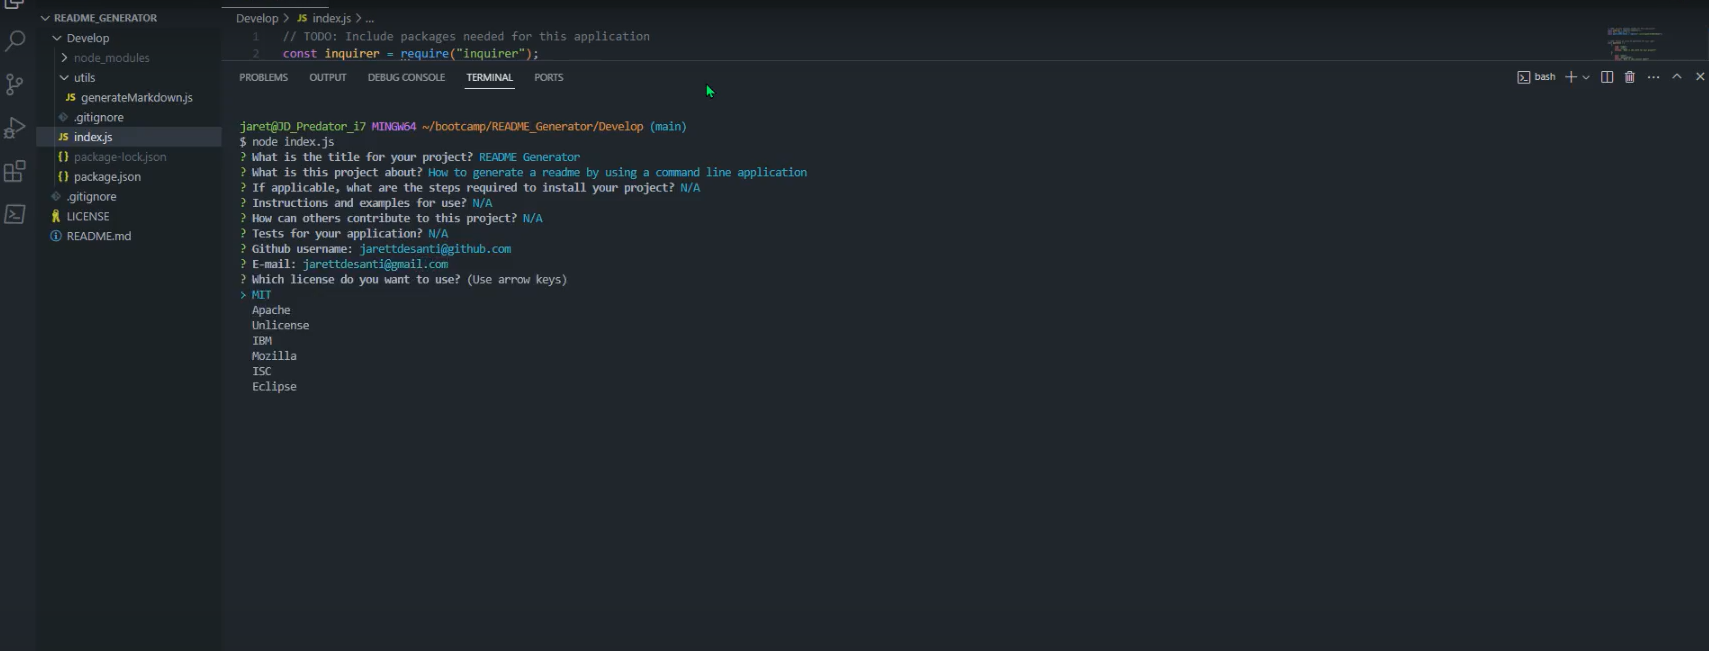 README_GENERATOR
Develop
node_modules
utils
JS generateMarkdown.js
.gitignore
JS index.js
{} package-lock.json
{} package.json
.gitignore
LICENSE
README.md
Develop > JS index.js > ...
1 // TODO: Include packages needed for this application
2 const inquirer = require("inquirer");
PROBLEMS OUTPUT DEBUG CONSOLE TERMINAL PORTS
bash
jaret@JD_Predator_i7 MINGW64 ~/bootcamp/README_Generator/Develop (main)
$ node index.js
? What is the title for your project? README Generator
? What is this project about? How to generate a readme by using a command line application
? If applicable, what are the steps required to install your project? N/A
? Instructions and examples for use? N/A
? How can others contribute to this project? N/A
? Tests for your application? N/A
? Github username: jarettdesanti@github.com
? E-mail: jarettdesanti@gmail.com
? Which license do you want to use? (Use arrow keys)
> MIT
Apache
Unlicense
IBM
Mozilla
ISC
Eclipse